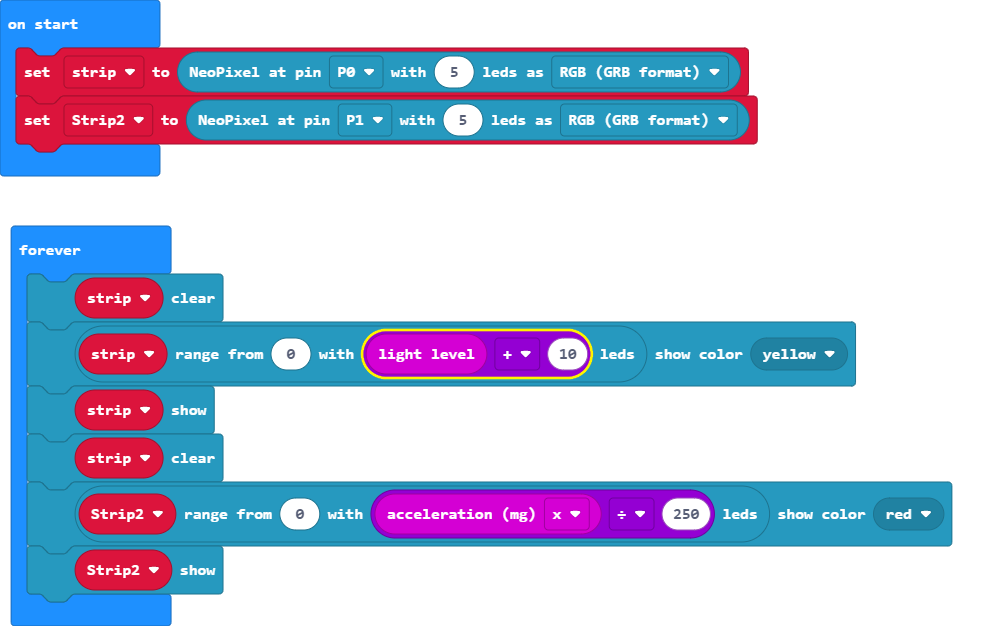 on start
set strip to NeoPixel at pin P0 with 5 leds as RGB (GRB format)
set Strip2 to NeoPixel at pin P1 with 5 leds as RGB (GRB format)
forever
strip clear
strip range from 0 with light level + 10 leds show color yellow
strip show
strip clear
Strip2 range from 0 with acceleration (mg) x ÷ 250 leds show color red
Strip2 show